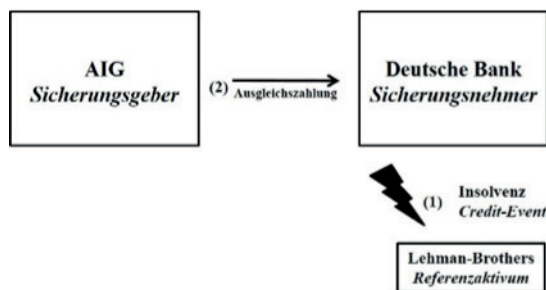 AIG
Sicherungsgeber
(2)
Ausgleichszahlung
Deutsche Bank
Sicherungsnehmer
(1)
Insolvenz
Credit-Event
Lehman-Brothers
Referenzaktivum